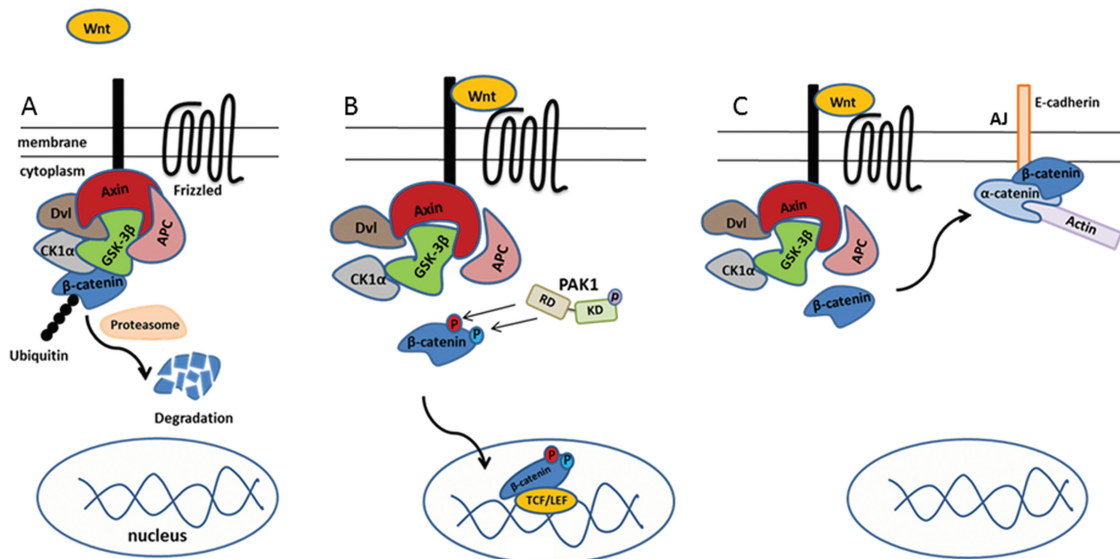 A
Wnt
membrane
cytoplasm
Frizzled
Axin
Dvl
GSK-3β
APC
CK1α
β-catenin
Proteasome
Ubiquitin
Degradation
nucleus
B
Wnt
Axin
Dvl
GSK-3β
APC
CK1α
PAK1
RD
KD
p
P
P
β-catenin
P
P
β-catenin
TCF/LEF
C
Wnt
AJ
E-cadherin
Axin
Dvl
GSK-3β
APC
CK1α
β-catenin
β-catenin
α-catenin
Actin